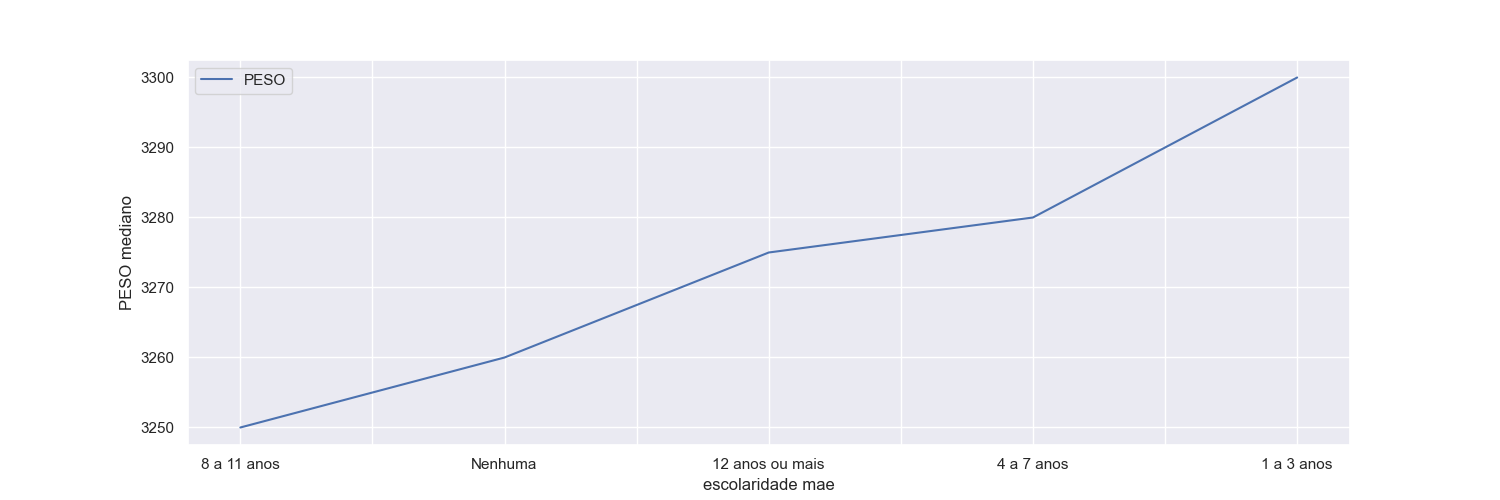 PESO
3300
3290
3280
3270
3260
3250
PESO mediano
8 a 11 anos
Nenhuma
12 anos ou mais
4 a 7 anos
1 a 3 anos
escolaridade mae